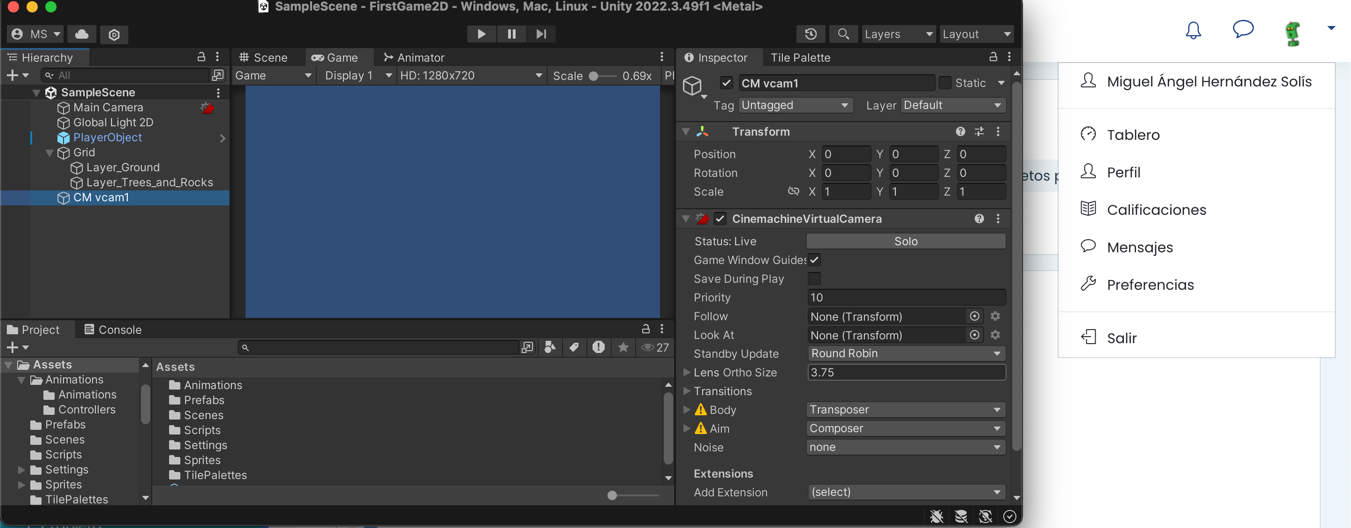 SampleScene - FirstGame2D - Windows, Mac, Linux - Unity 2022.3.49f1 <Metal>
MS
Layers
Layout
Hierarchy
All
SampleScene
Main Camera
Global Light 2D
PlayerObject
Grid
Layer_Ground
Layer_Trees_and_Rocks
CM vcam1
Scene
Game
Animator
Game
Display 1
HD: 1280x720
Scale
0.69x
Pl
Inspector
Tile Palette
CM vcam1
Static
Tag
Untagged
Layer
Default
Transform
Position X 0 Y 0 Z 0
Rotation X 0 Y 0 Z 0
Scale X 1 Y 1 Z 1
CinemachineVirtualCamera
Status: Live
Solo
Game Window Guides
Save During Play
Priority 10
Follow None (Transform)
Look At None (Transform)
Standby Update Round Robin
Lens Ortho Size 3.75
Transitions
Body Transposer
Aim Composer
Noise none
Extensions
Add Extension (select)
Project
Console
27
Assets
Animations
Animations
Controllers
Prefabs
Scenes
Scripts
Settings
Sprites
TilePalettes
Assets
Animations
Prefabs
Scenes
Scripts
Settings
Sprites
TilePalettes
etos p
Miguel Ángel Hernández Solís
Tablero
Perfil
Calificaciones
Mensajes
Preferencias
Salir